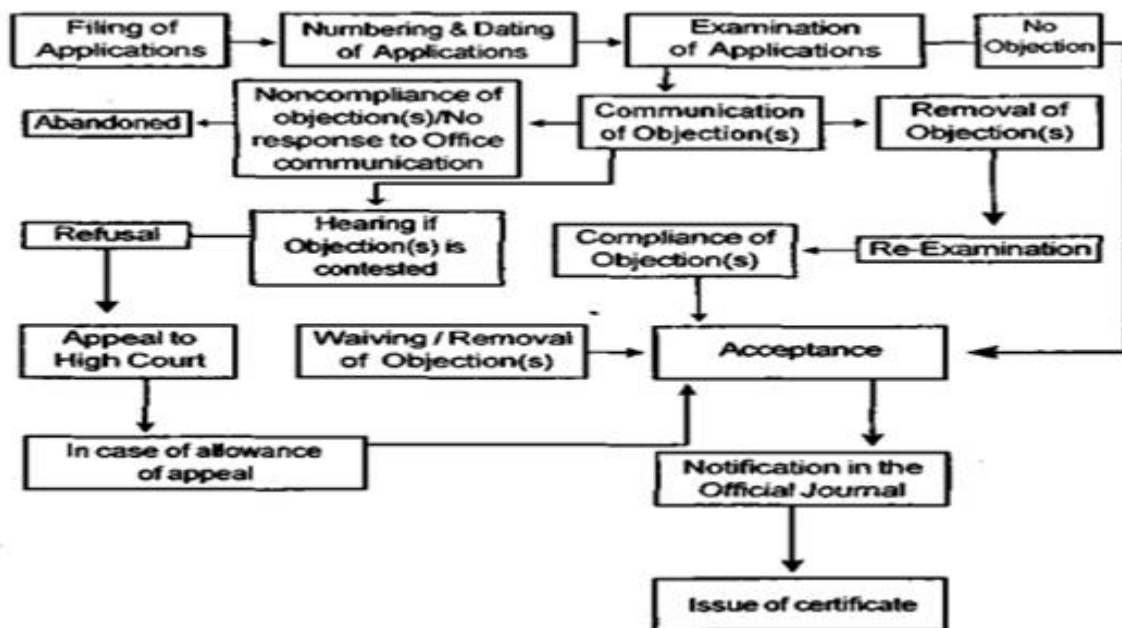 Filing of
Applications
Numbering & Dating
of Applications
Examination
of Applications
No
Objection
Abandoned
Noncompliance of
objection(s)/No
response to Office
communication
Communication
of Objection(s)
Removal of
Objection(s)
Refusal
Hearing if
Objection(s) is
contested
Compliance of
Objection(s)
Re-Examination
Appeal to
High Court
Waiving / Removal
of Objection(s)
Acceptance
In case of allowance
of appeal
Notification in the
Official Journal
Issue of certificate